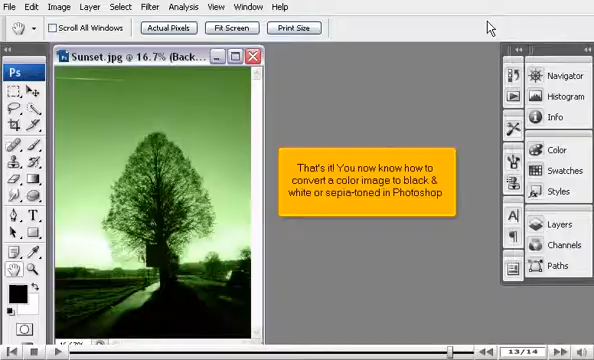 File Edit Image Layer Select Filter Analysis View Window Help
Scroll All Windows Actual Pixels Fit Screen Print Size
Ps
Sunset.jpg @ 16.7% (Back...
Navigator
Histogram
Info
Color
Swatches
Styles
Layers
Channels
Paths
That's it! You now know how to
convert a color image to black &
white or sepia-toned in Photoshop
13/14